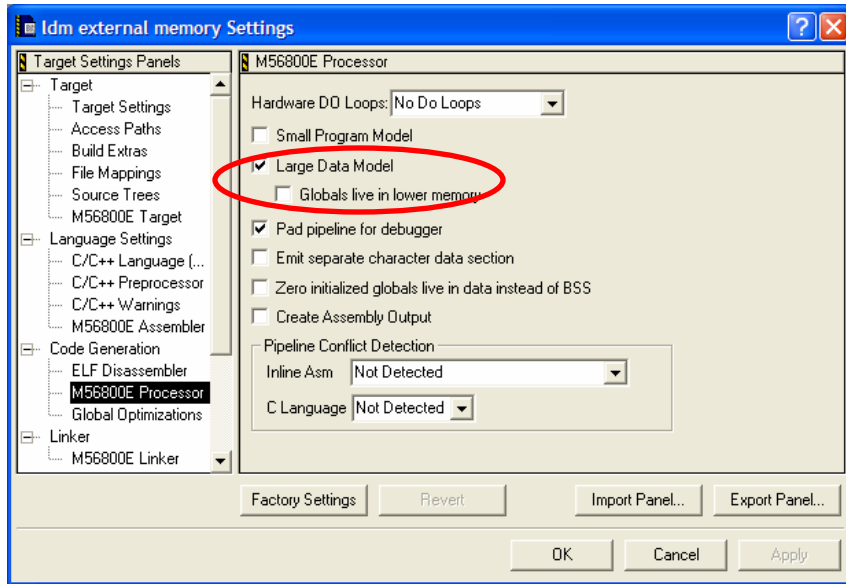 ldm external memory Settings
Target Settings Panels
Target
Target Settings
Access Paths
Build Extras
File Mappings
Source Trees
M56800E Target
Language Settings
C/C++ Language (...
C/C++ Preprocessor
C/C++ Warnings
M56800E Assembler
Code Generation
ELF Disassembler
M56800E Processor
Global Optimizations
Linker
M56800E Linker
M56800E Processor
Hardware DO Loops: No Do Loops
Small Program Model
Large Data Model
Globals live in lower memory
Pad pipeline for debugger
Emit separate character data section
Zero initialized globals live in data instead of BSS
Create Assembly Output
Pipeline Conflict Detection
Inline Asm Not Detected
C Language Not Detected
Factory Settings Revert Import Panel... Export Panel...
OK Cancel Apply